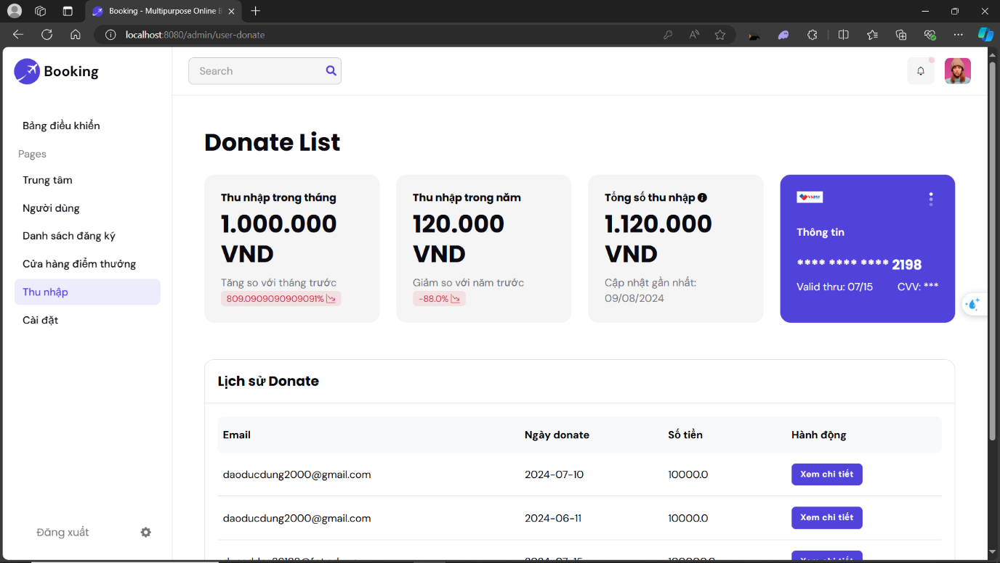 Booking - Multipurpose Online B
localhost:8080/admin/user-donate
Booking
Search
Bảng điều khiển
Pages
Trung tâm
Người dùng
Danh sách đăng ký
Cửa hàng điểm thưởng
Thu nhập
Cài đặt
Đăng xuất
Donate List
Thu nhập trong tháng
1.000.000
VND
Tăng so với tháng trước
809.0909090909091%
Thu nhập trong năm
120.000
VND
Giảm so với năm trước
-88.0%
Tổng số thu nhập
1.120.000
VND
Cập nhật gần nhất:
09/08/2024
VNPAY
Thông tin
**** **** **** 2198
Valid thru: 07/15 CVV: ***
Lịch sử Donate
Email Ngày donate Số tiền Hành động
daoducdung2000@gmail.com 2024-07-10 10000.0 Xem chi tiết
daoducdung2000@gmail.com 2024-06-11 10000.0 Xem chi tiết